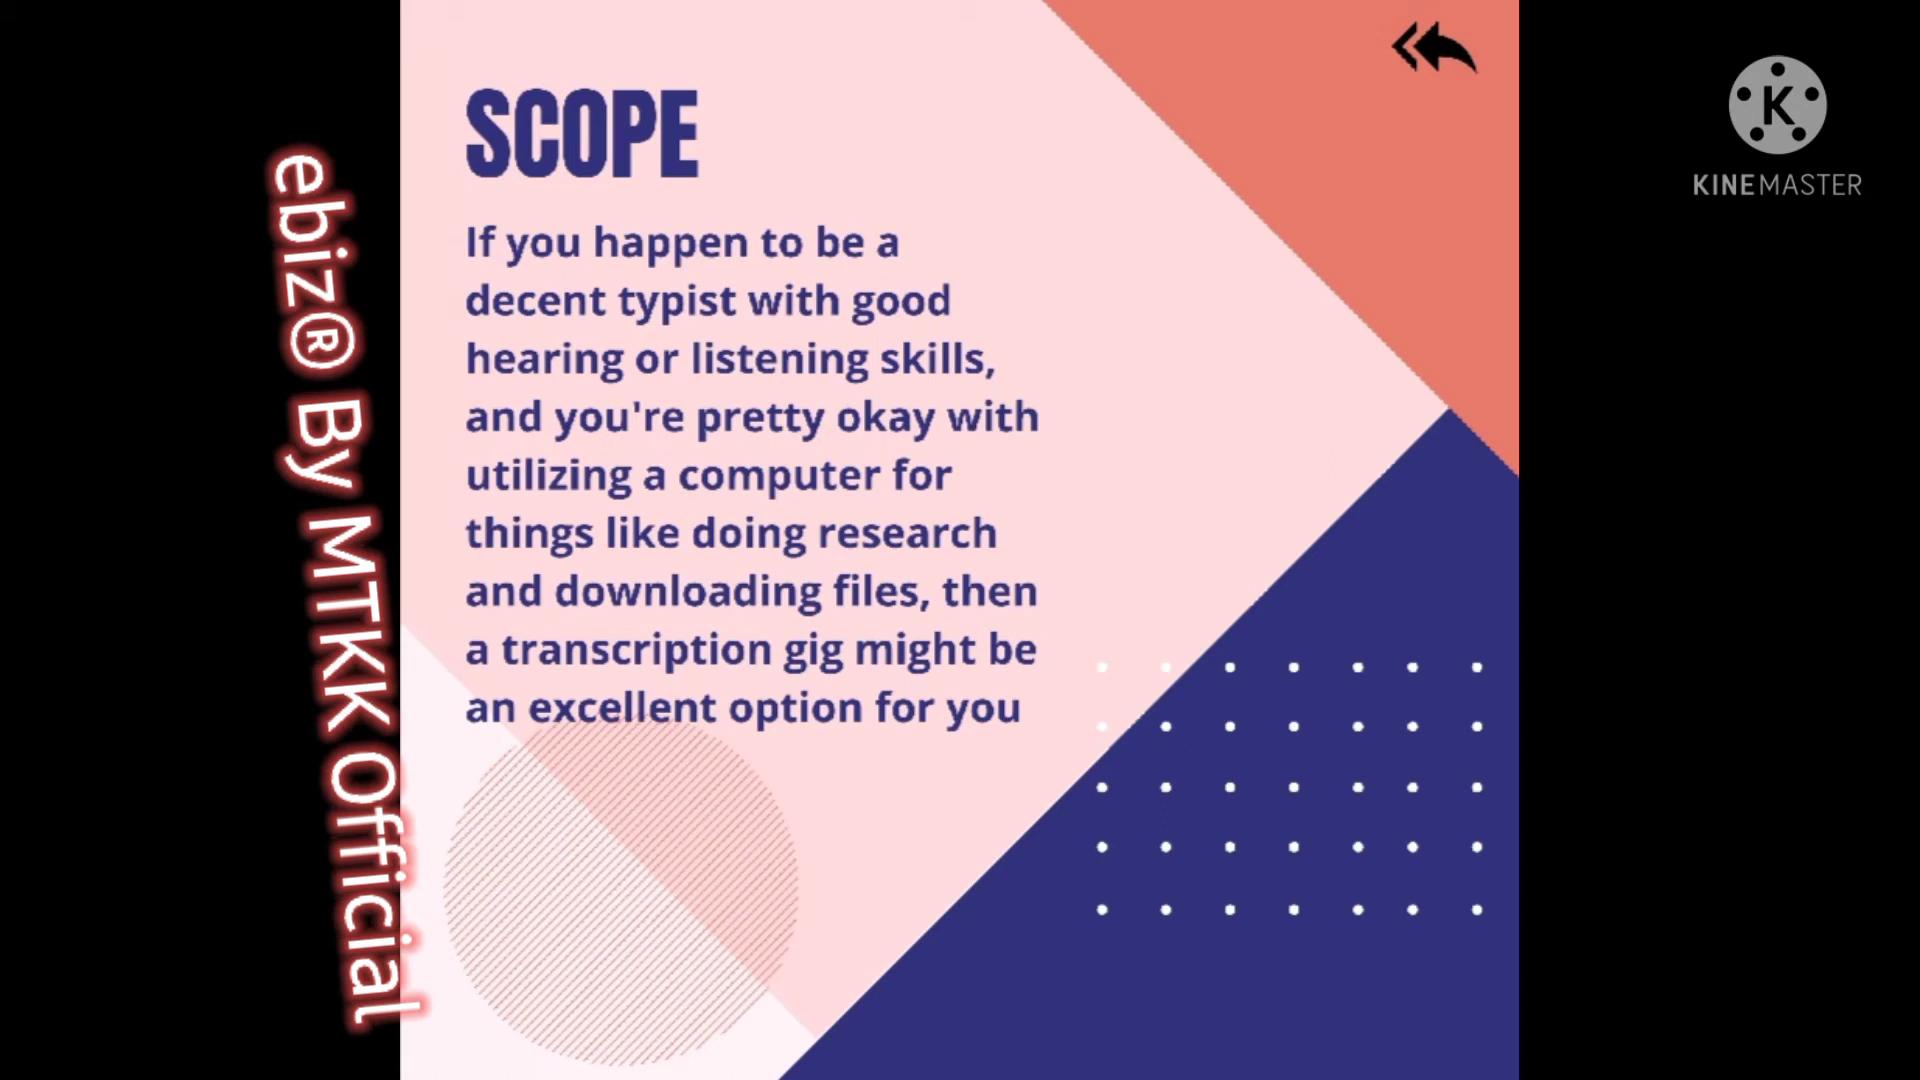 SCOPE
If you happen to be a
decent typist with good
hearing or listening skills,
and you're pretty okay with
utilizing a computer for
things like doing research
and downloading files, then
a transcription gig might be
an excellent option for you
ebiz® By MTKK Official
K
KINEMASTER